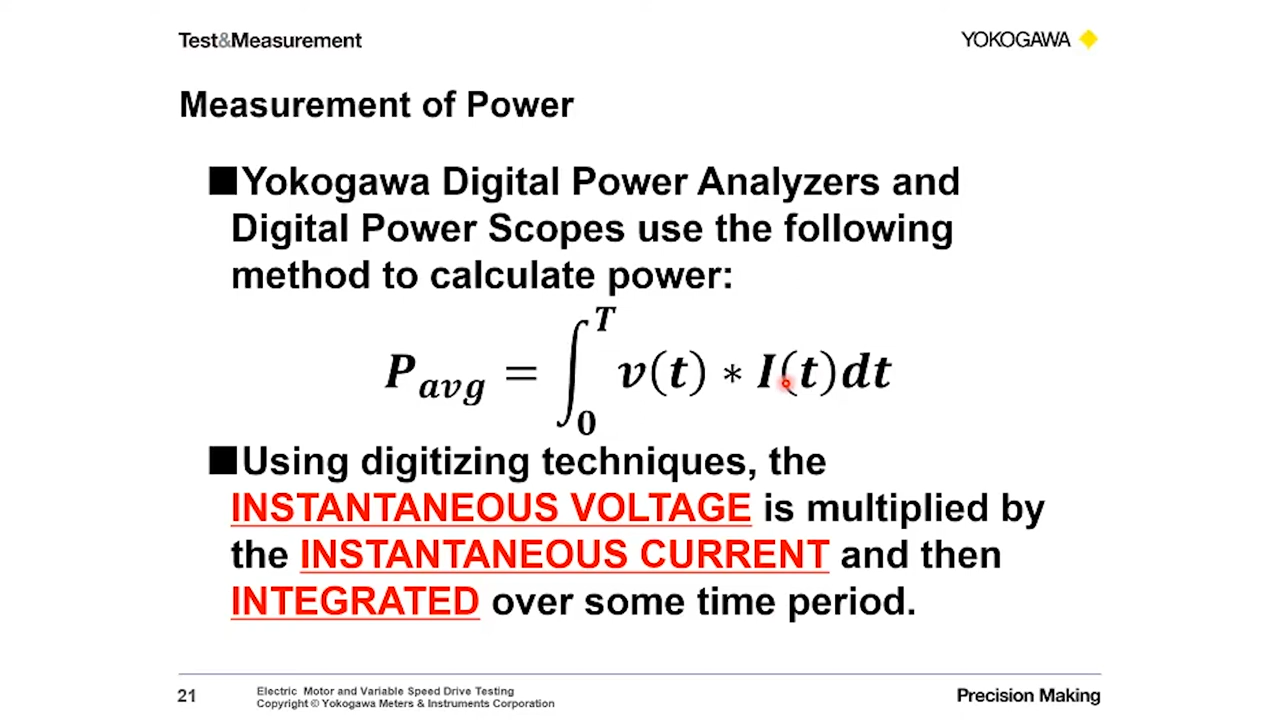 Test&Measurement
YOKOGAWA
Measurement of Power
■Yokogawa Digital Power Analyzers and
Digital Power Scopes use the following
method to calculate power:
P_avg = ∫_0^T v(t) * I(t)dt
■Using digitizing techniques, the
INSTANTANEOUS VOLTAGE is multiplied by
the INSTANTANEOUS CURRENT and then
INTEGRATED over some time period.
21
Electric Motor and Variable Speed Drive Testing
Copyright © Yokogawa Meters & Instruments Corporation
Precision Making